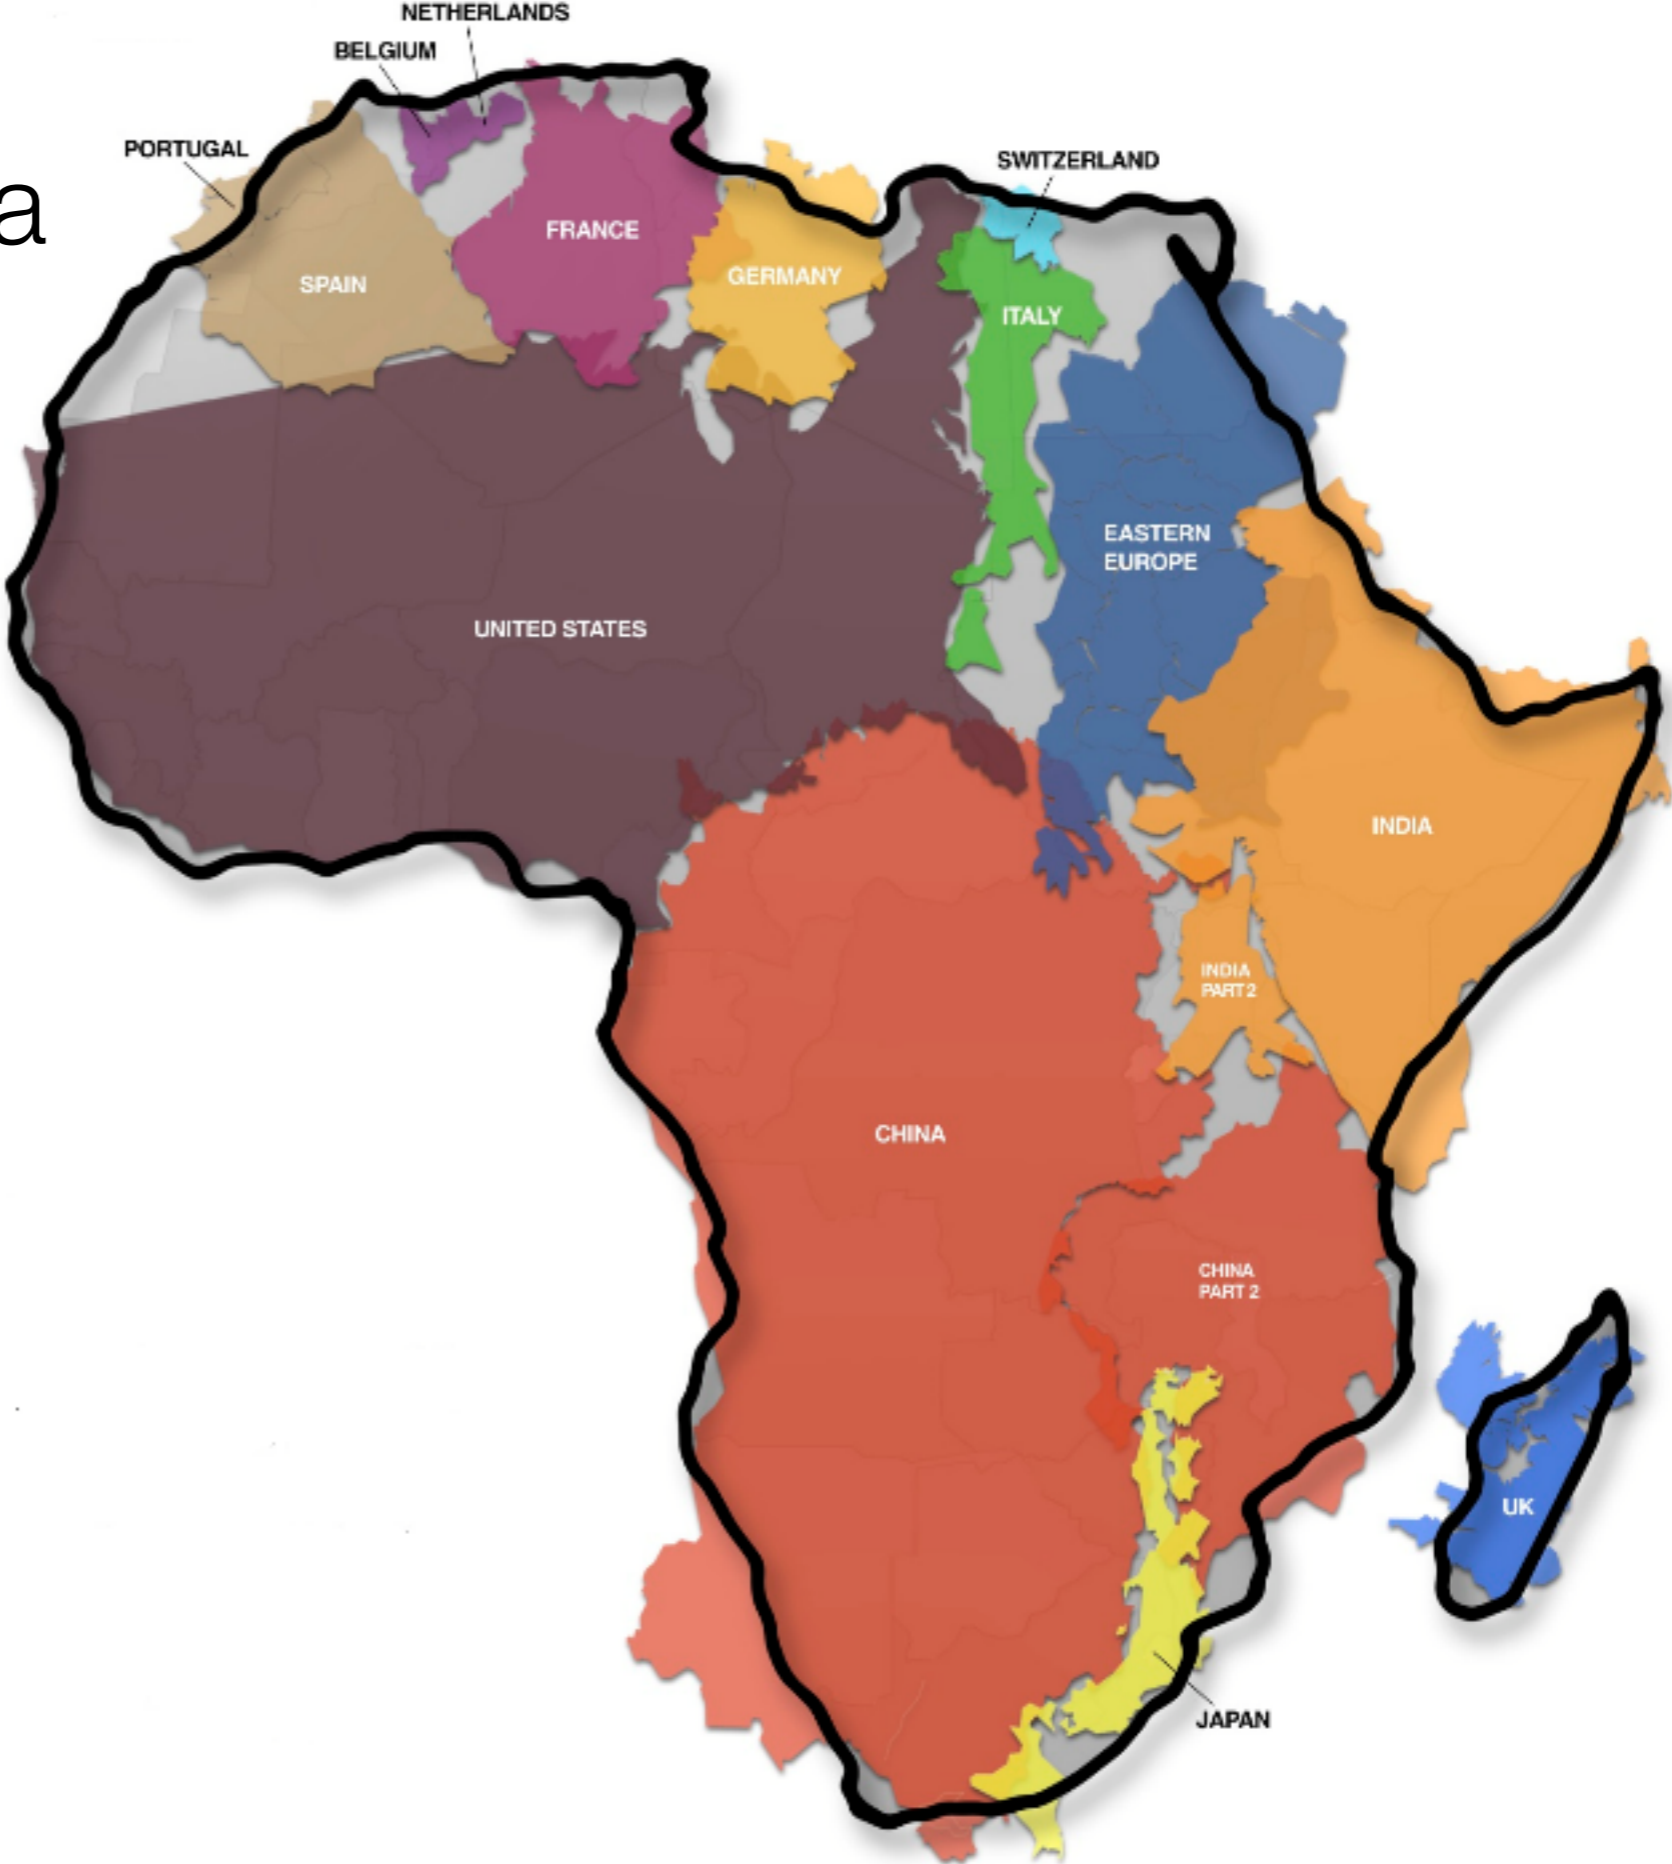 NETHERLANDS
BELGIUM
PORTUGAL
SWITZERLAND
a
FRANCE
GERMANY
SPAIN
ITALY
EASTERN
EUROPE
UNITED STATES
INDIA
INDIA
PART 2
CHINA
CHINA
PART 2
UK
JAPAN